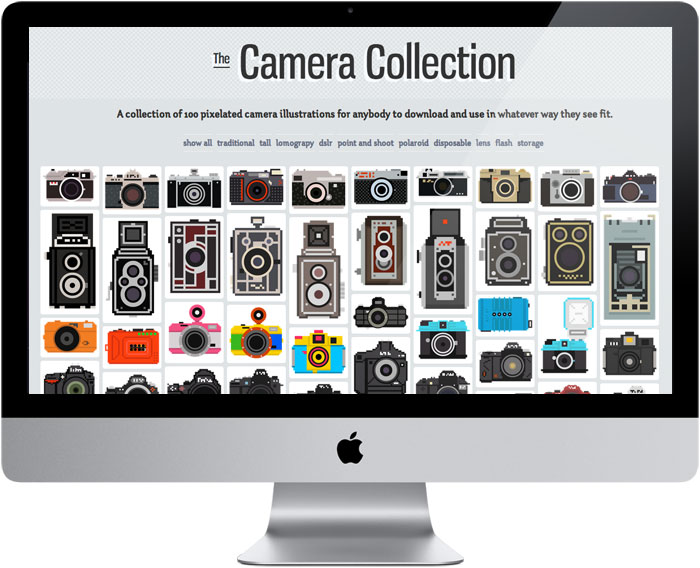 The Camera Collection
A collection of 100 pixelated camera illustrations for anybody to download and use in whatever way they see fit.
show all traditional tall lomograpy dslr point and shoot polaroid disposable lens flash storage